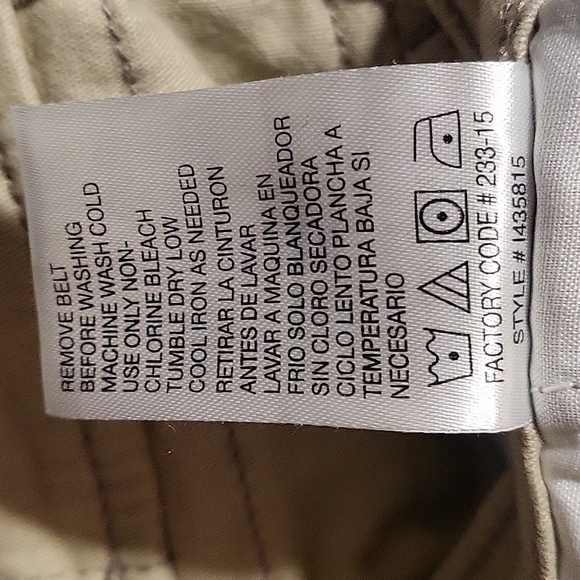 REMOVE BELT
BEFORE WASHING
MACHINE WASH COLD
USE ONLY NON-
CHLORINE BLEACH
TUMBLE DRY LOW
COOL IRON AS NEEDED
RETIRAR LA CINTURON
ANTES DE LAVAR
LAVAR A MAQUINA EN
FRIO SOLO BLANQUEADOR
SIN CLORO SECADORA
CICLO LENTO PLANCHA A
TEMPERATURA BAJA SI
NECESARIO
FACTORY CODE # 233-15
STYLE # I435815